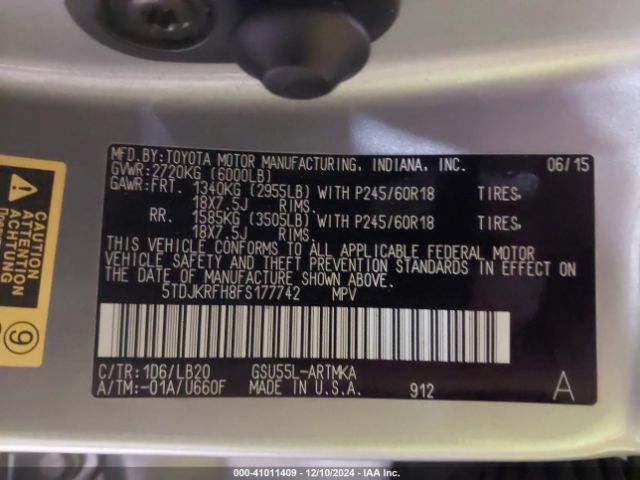 MFD.BY:TOYOTA MOTOR MANUFACTURING, INDIANA, INC. 06/15
GVWR:2720KG (6000LB)
GAWR:FRT. 1340KG (2955LB) WITH P245/60R18 TIRES,
18X7.5J RIMS.
RR. 1585KG (3505LB) WITH P245/60R18 TIRES,
18X7.5J RIMS.
THIS VEHICLE CONFORMS TO ALL APPLICABLE FEDERAL MOTOR
VEHICLE SAFETY AND THEFT PREVENTION STANDARDS IN EFFECT ON
THE DATE OF MANUFACTURE SHOWN ABOVE.
5TDJKRFH8FS177742 MPV
C/TR:1D6/LB20 GSU55L-ARTMKA
A/TM:-01A/U660F MADE IN U.S.A. 912 A
CAUTION
ACHTUNG
ATTENTION
9
000-41011409 - 12/10/2024 - IAA Inc.